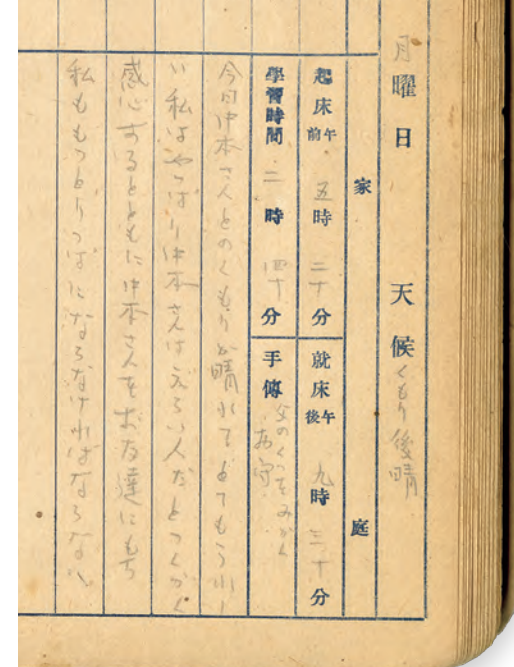 月曜日 天候 くもり後晴
家庭
起床 午前 五時二十分 就床 午後 九時三十分
學習時間 二時四十分 手傳 父のくつをみがく お守
今日中本さんとのくもりが晴れてとてもうれし
い 私はやっぱり中本さんはえらい人だとつくづく
感心するとともに中本さんをお友達にもち
私ももっとりっぱにならなければならない